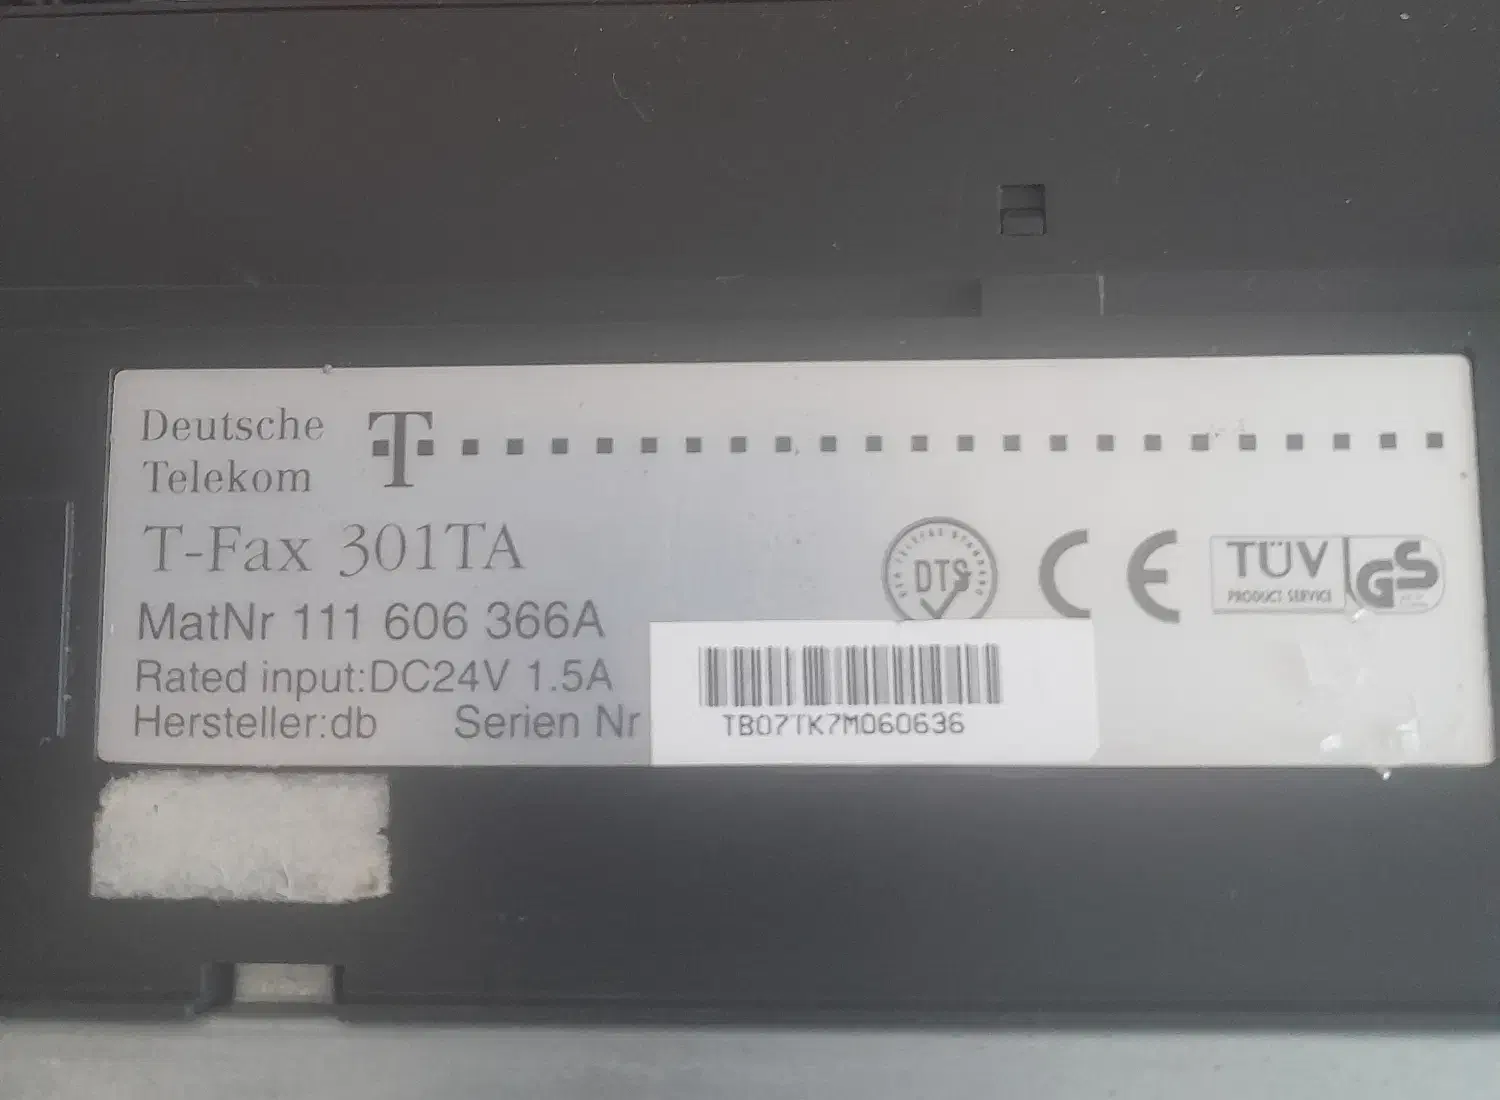 Deutsche
Telekom
T
T-Fax 301TA
MatNr 111 606 366A
Rated input:DC24V 1.5A
Hersteller:db Serien Nr
TB07TK7M060636
DTS
CE
TÜV
PRODUCT SERVICE
GS